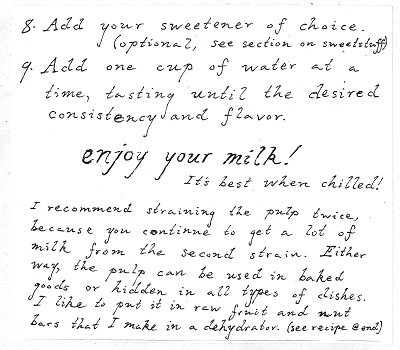 8. Add your sweetener of choice.
(optional, see section on sweetstuff)
9. Add one cup of water at a
time, tasting until the desired
consistency and flavor.
enjoy your milk!
It's best when chilled!
I recommend straining the pulp twice,
because you continue to get a lot of
milk from the second strain. Either
way, the pulp can be used in baked
goods or hidden in all types of dishes.
I like to put it in raw fruit and nut
bars that I make in a dehydrator. (see recipe @ end)